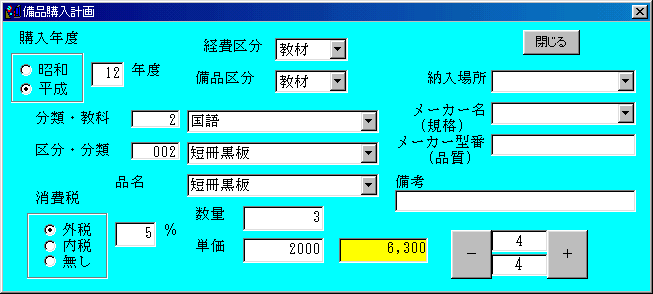 備品購入計画
購入年度
昭和
平成
12 年度
経費区分 教材
備品区分 教材
閉じる
納入場所
分類・教科 2 国語
メーカー名
(規格)
区分・分類 002 短冊黒板
メーカー型番
(品質)
品名 短冊黒板
備考
消費税
外税
内税
無し
5 %
数量 3
単価 2000 6,300
－ 4 ＋
4